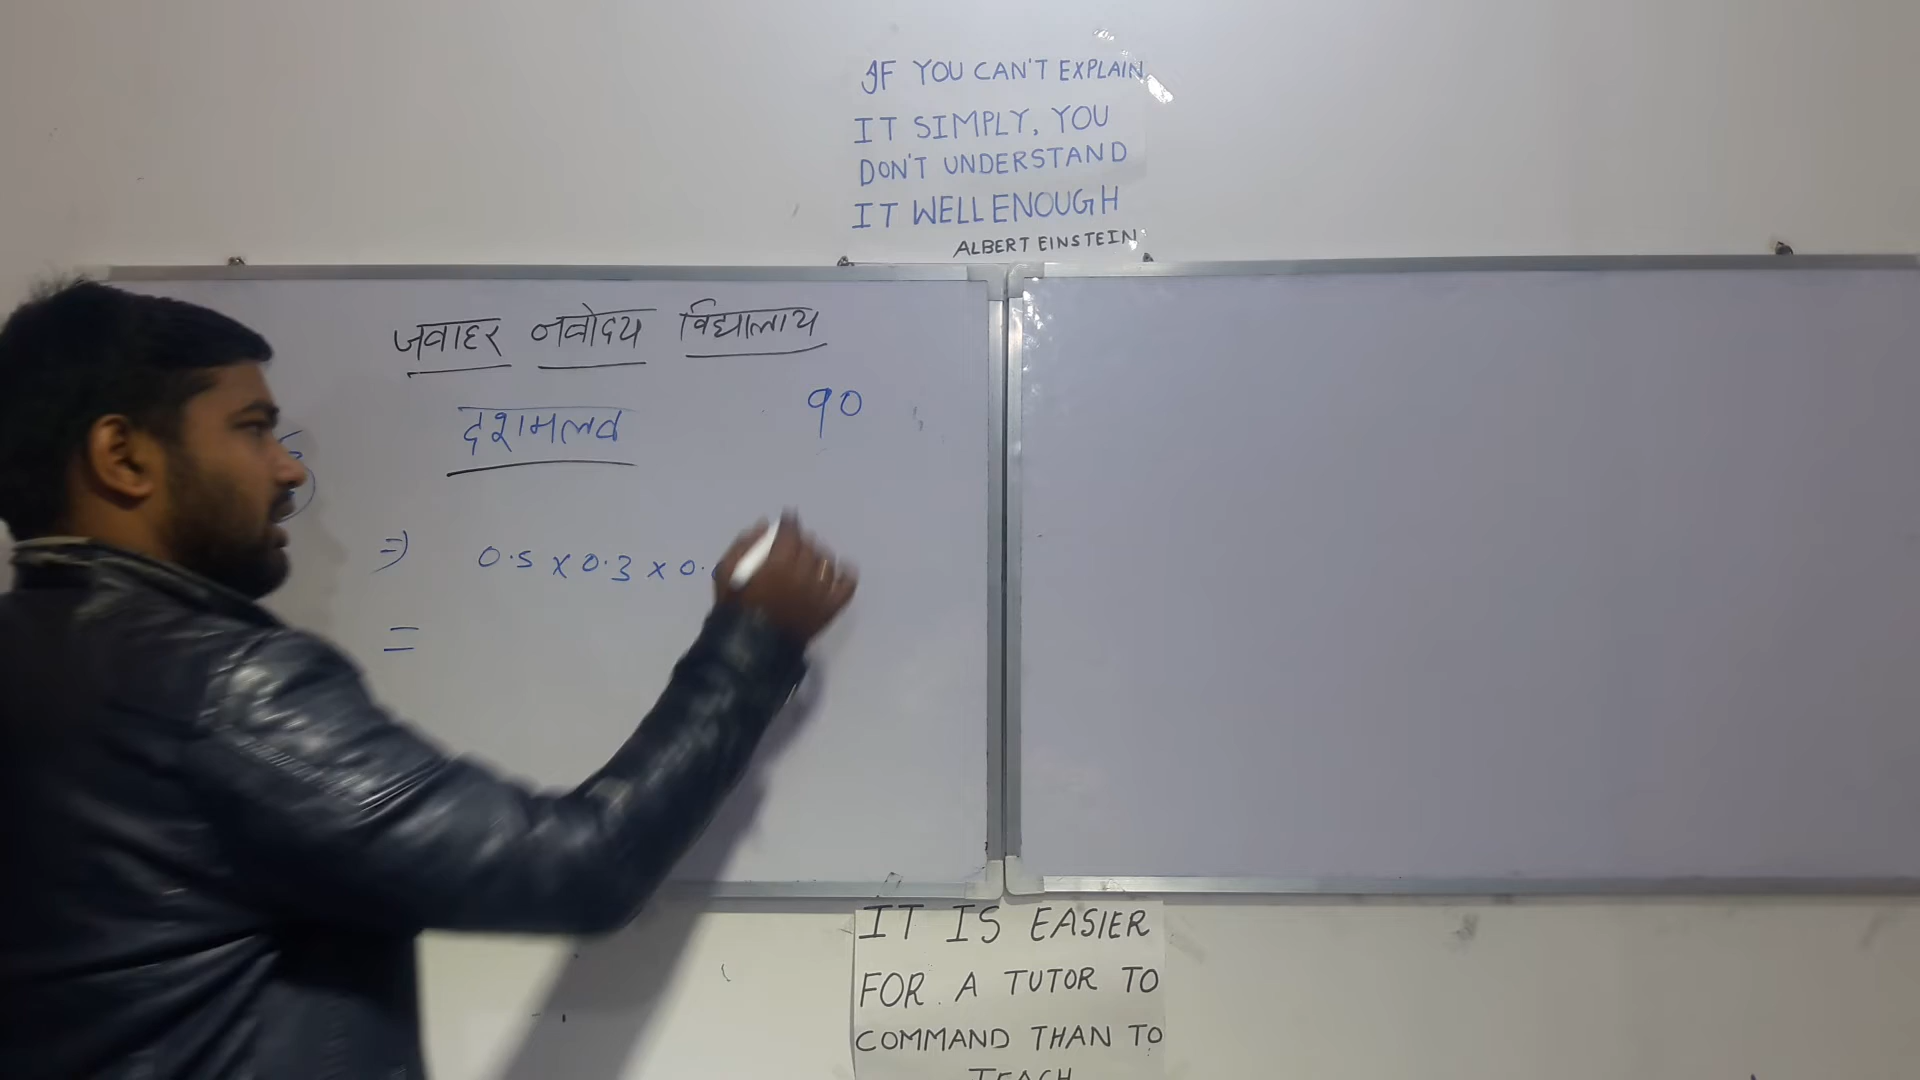 IF YOU CAN'T EXPLAIN
IT SIMPLY, YOU
DON'T UNDERSTAND
IT WELL ENOUGH
ALBERT EINSTEIN
जवाहर नवोदय विद्यालाय
90
दशमलव
=) 0.5 x 0.3 x 0.
=
IT IS EASIER
FOR A TUTOR TO
COMMAND THAN TO
TEACH